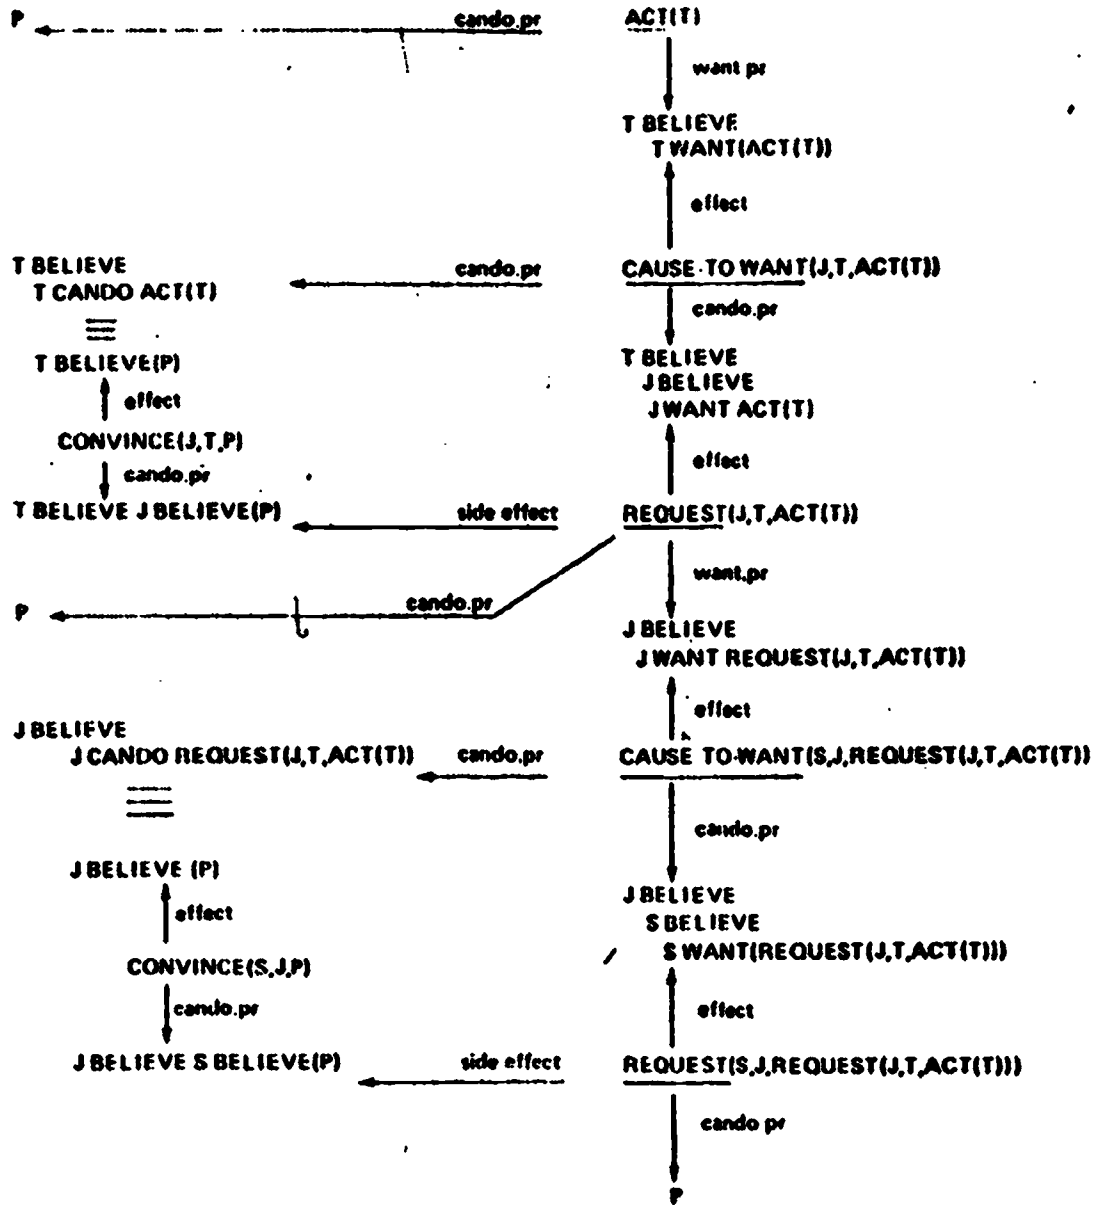 P
cando.pr
ACT(T)
want pr
T BELIEVE
T WANT(ACT(T))
effect
T BELIEVE
T CANDO ACT(T)
cando.pr
CAUSE-TO WANT(J,T,ACT(T))
cando.pr
T BELIEVE(P)
effect
CONVINCE(J,T,P)
cando.pr
T BELIEVE J BELIEVE(P)
T BELIEVE
J BELIEVE
J WANT ACT(T)
effect
side effect
REQUEST(J,T,ACT(T))
want.pr
P
cando.pr
J BELIEVE
J WANT REQUEST(J,T,ACT(T))
effect
J BELIEVE
J CANDO REQUEST(J,T,ACT(T))
cando.pr
CAUSE TO-WANT(S,J,REQUEST(J,T,ACT(T))
cando.pr
J BELIEVE (P)
effect
CONVINCE(S,J,P)
cando.pr
J BELIEVE S BELIEVE(P)
J BELIEVE
S BELIEVE
S WANT(REQUEST(J,T,ACT(T)))
effect
side effect
REQUEST(S,J,REQUEST(J,T,ACT(T)))
cando pr
P